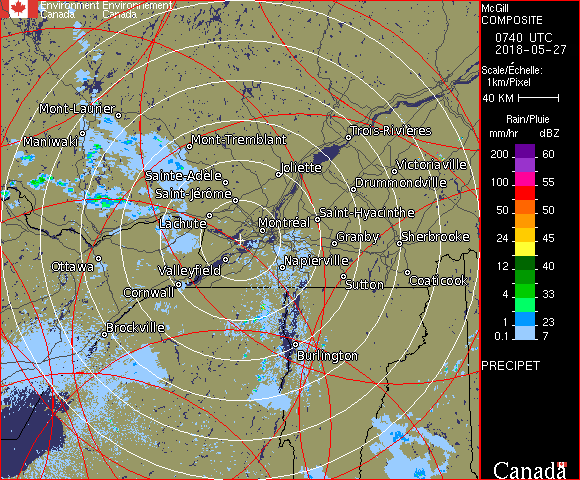 Environment Environnement
Canada Canada
McGill
COMPOSITE
0740 UTC
2018-05-27
Scale/Échelle:
1km/Pixel
40 KM
Rain/Pluie
mm/hr dBZ
200 60
100 55
50 50
24 45
12 40
4 33
1 23
0.1 7
PRECIPET
Canada
Mont-Laurier
Maniwaki
Mont-Tremblant
Trois-Rivières
Sainte-Adèle
Joliette
Victoriaville
Saint-Jérôme
Drummondville
Lachute
Montréal
Saint-Hyacinthe
Granby
Sherbrooke
Ottawa
Valleyfield
Napierville
Cornwall
Sutton
Coaticook
Brockville
Burlington